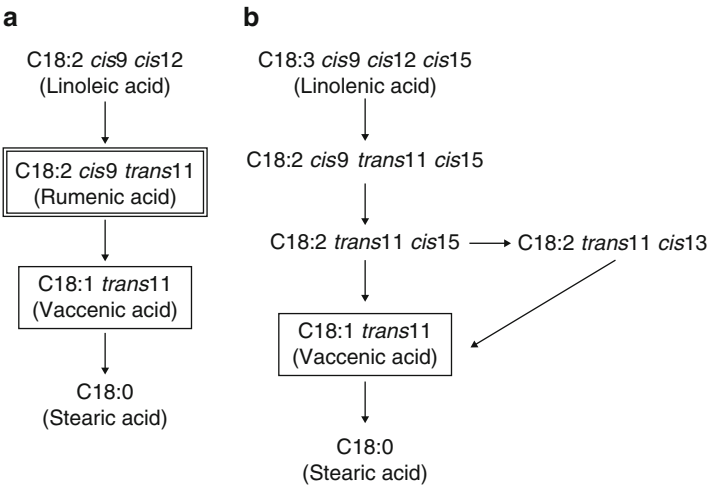 a
C18:2 cis9 cis12
(Linoleic acid)
C18:2 cis9 trans11
(Rumenic acid)
C18:1 trans11
(Vaccenic acid)
C18:0
(Stearic acid)
b
C18:3 cis9 cis12 cis15
(Linolenic acid)
C18:2 cis9 trans11 cis15
C18:2 trans11 cis15
C18:2 trans11 cis13
C18:1 trans11
(Vaccenic acid)
C18:0
(Stearic acid)